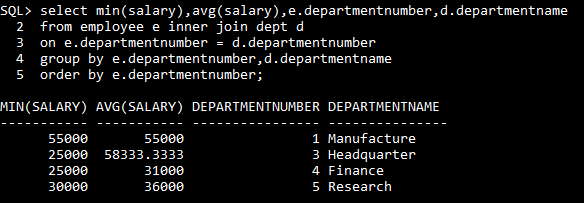 SQL> select min(salary),avg(salary),e.departmentnumber,d.departmentname
2 from employee e inner join dept d
3 on e.departmentnumber = d.departmentnumber
4 group by e.departmentnumber,d.departmentname
5 order by e.departmentnumber;
MIN(SALARY) AVG(SALARY) DEPARTMENTNUMBER DEPARTMENTNAME
----------- ----------- ---------------- ---------------
55000 55000 1 Manufacture
25000 58333.3333 3 Headquarter
25000 31000 4 Finance
30000 36000 5 Research